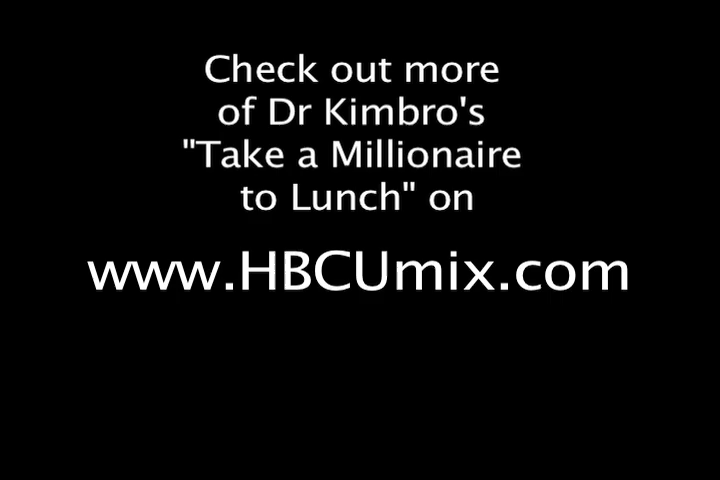 Check out more
of Dr Kimbro's
"Take a Millionaire
to Lunch" on
www.HBCUmix.com